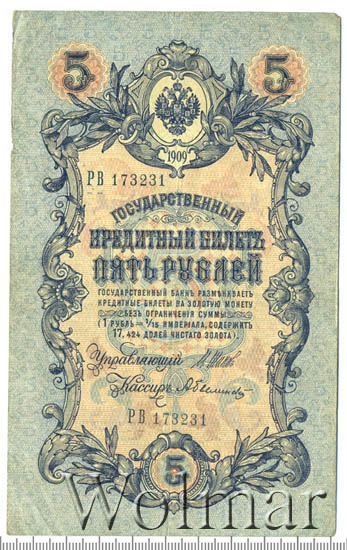 5 5
1909
РВ 173231
ГОСУДАРСТВЕННЫЙ
КРЕДИТНЫЙ БИЛЕТЪ
ПЯТЬ РУБЛЕЙ
ГОСУДАРСТВЕННЫЙ БАНКЪ РАЗМѢНИВАЕТЪ
КРЕДИТНЫЕ БИЛЕТЫ НА ЗОЛОТУЮ МОНЕТУ
БЕЗЪ ОГРАНИЧЕНІЯ СУММЫ
(1 РУБЛЬ = 1/15 ИМПЕРІАЛА, СОДЕРЖИТЪ
17,424 ДОЛЕЙ ЧИСТАГО ЗОЛОТА).
Управляющій
Кассиръ
РВ 173231
5
Wolmar